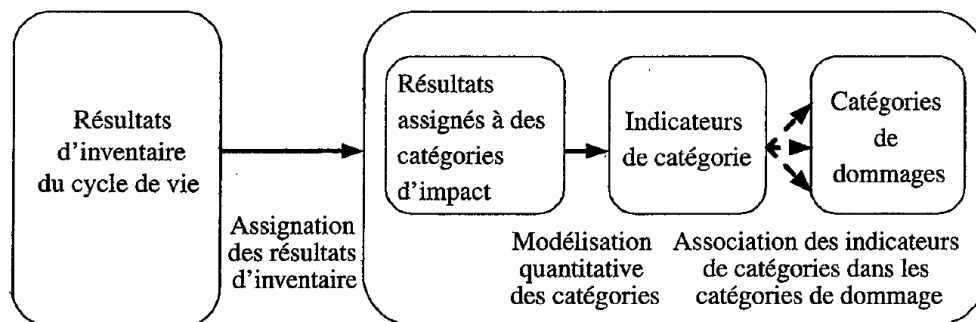 Résultats
d'inventaire
du cycle de vie
Assignation
des résultats
d'inventaire
Résultats
assignés à des
catégories
d'impact
Modélisation
quantitative
des catégories
Indicateurs
de catégorie
Association des indicateurs
de catégories dans les
catégories de dommage
Catégories
de
dommages